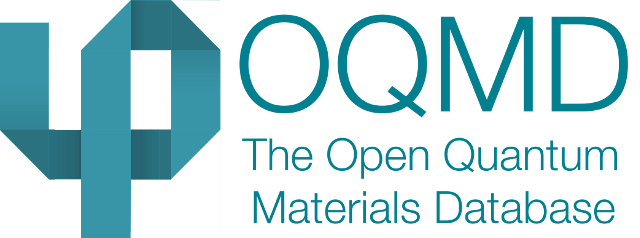 OQMD
The Open Quantum
Materials Database